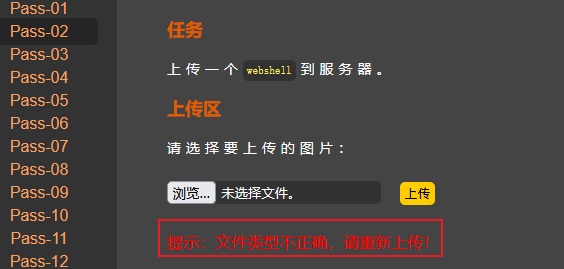 Pass-01
Pass-02
Pass-03
Pass-04
Pass-05
Pass-06
Pass-07
Pass-08
Pass-09
Pass-10
Pass-11
Pass-12
任务
上传一个 webshell 到服务器。
上传区
请选择要上传的图片：
浏览... 未选择文件。 上传
提示：文件类型不正确，请重新上传！